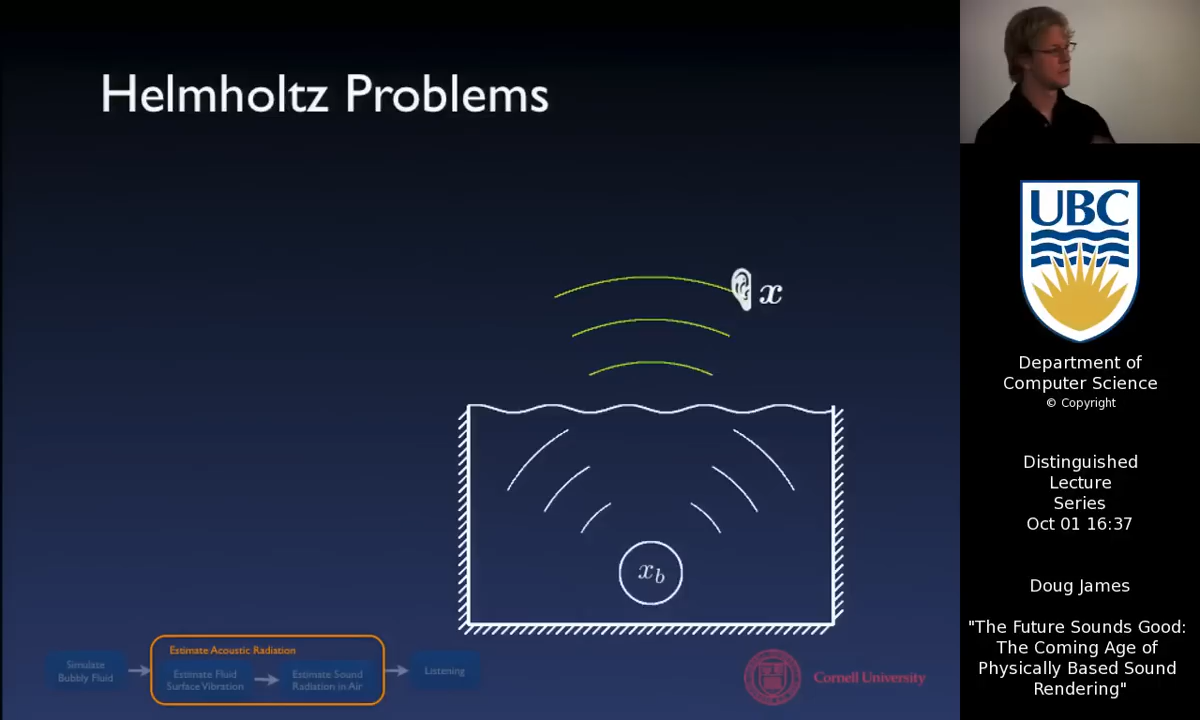 Helmholtz Problems
x
x_b
Estimate Acoustic Radiation
Simulate
Bubbly Fluid
Estimate Fluid
Surface Vibration
Estimate Sound
Radiation in Air
Listening
Cornell University
UBC
Department of
Computer Science
© Copyright
Distinguished
Lecture
Series
Oct 01 16:37
Doug James
"The Future Sounds Good:
The Coming Age of
Physically Based Sound
Rendering"